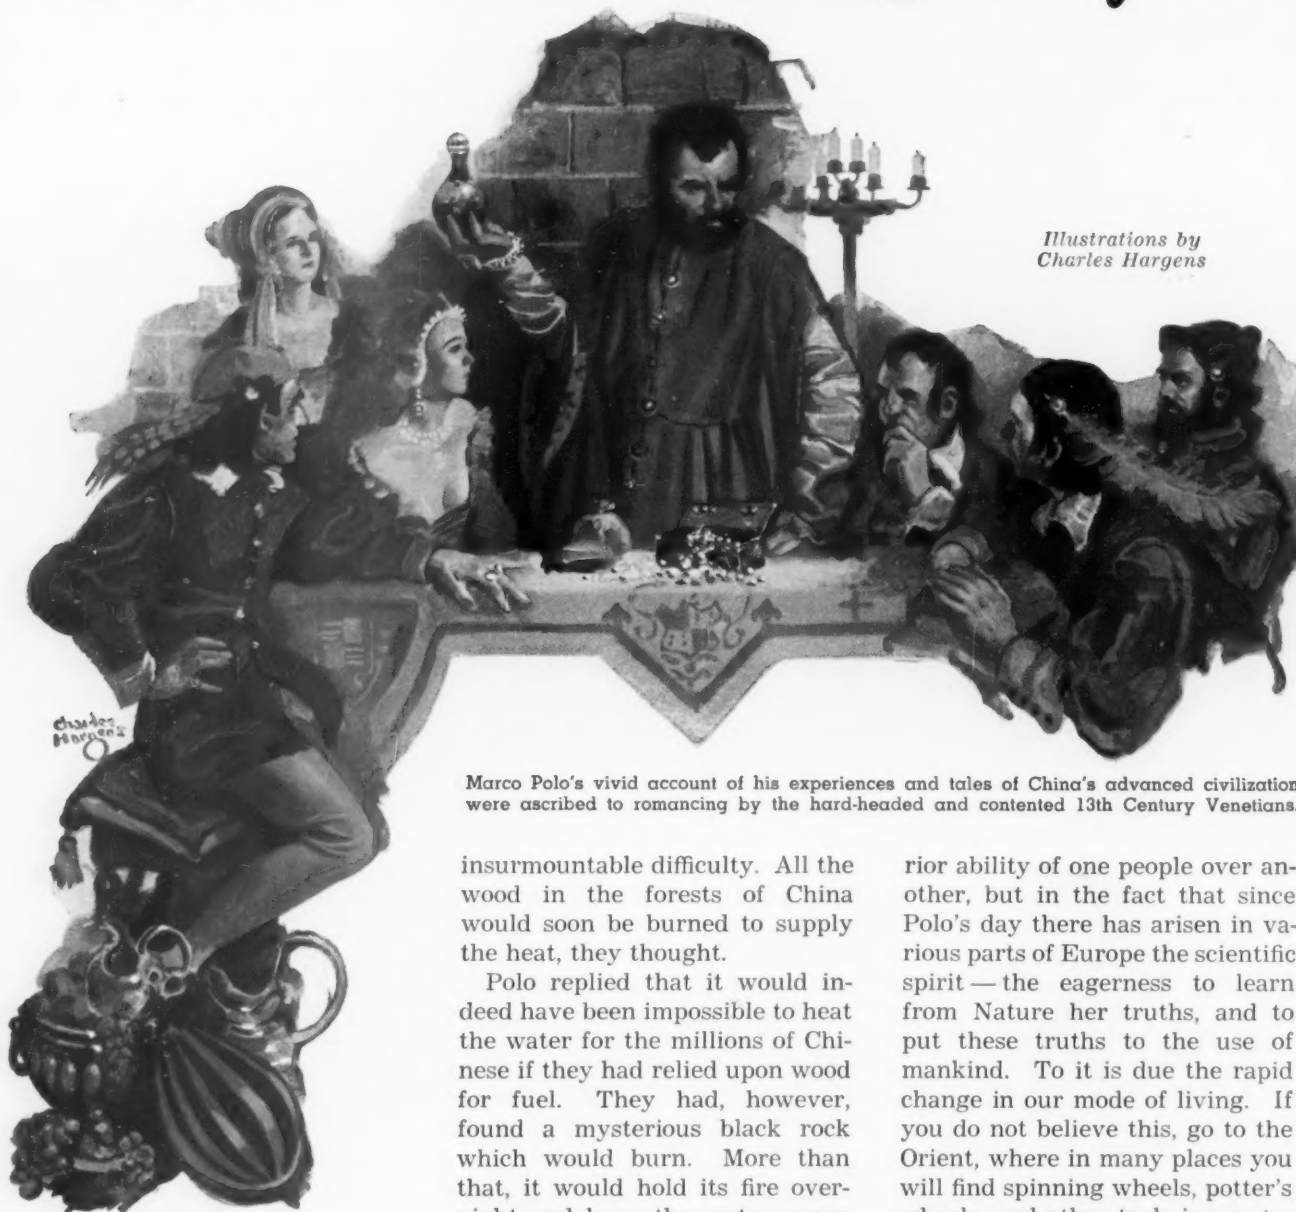 Illustrations by
Charles Hargens
Charles
Hargens
Marco Polo's vivid account of his experiences and tales of China's advanced civilization
were ascribed to romancing by the hard-headed and contented 13th Century Venetians.
insurmountable difficulty. All the
wood in the forests of China
would soon be burned to supply
the heat, they thought.
Polo replied that it would in-
deed have been impossible to heat
the water for the millions of Chi-
nese if they had relied upon wood
for fuel. They had, however,
found a mysterious black rock
which would burn. More than
that, it would hold its fire over-
rior ability of one people over an-
other, but in the fact that since
Polo's day there has arisen in va-
rious parts of Europe the scientific
spirit — the eagerness to learn
from Nature her truths, and to
put these truths to the use of
mankind. To it is due the rapid
change in our mode of living. If
you do not believe this, go to the
Orient, where in many places you
will find spinning wheels, potter's